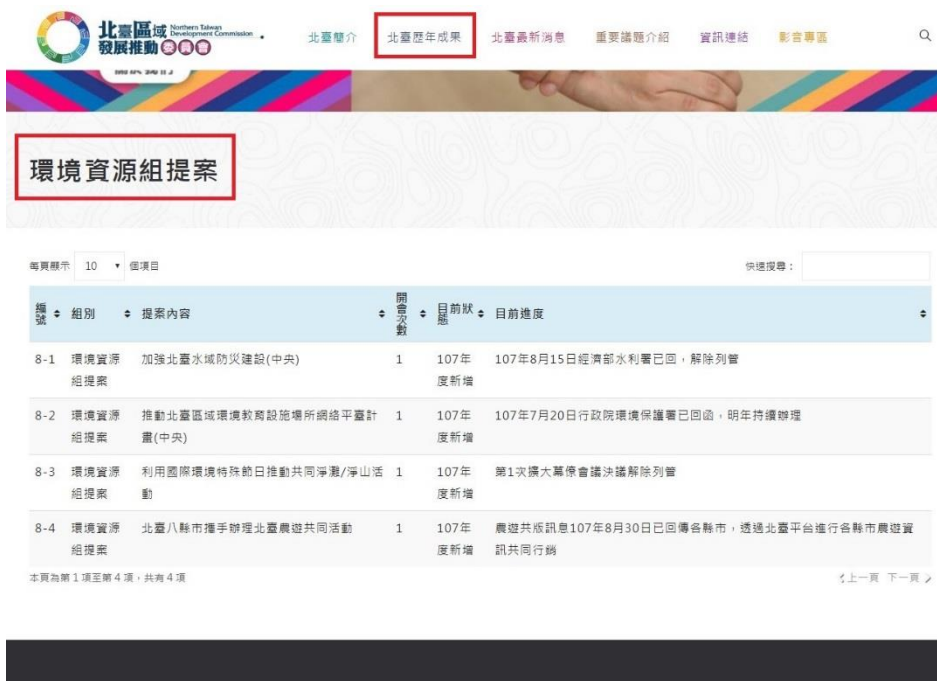 北臺區域 Northern Taiwan Development Commission
發展推動委員會
北臺簡介 北臺歷年成果 北臺最新消息 重要議題介紹 資訊連結 影音專區
關於我們
環境資源組提案
每頁顯示 10 個項目 快速搜尋：
編號 組別 提案內容 開會次數 目前狀態 目前進度
8-1 環境資源 加強北臺水域防災建設(中央) 1 107年 107年8月15日經濟部水利署已回，解除列管
組提案 度新增
8-2 環境資源 推動北臺區域環境教育設施場所網絡平臺計 1 107年 107年7月20日行政院環境保護署已回函，明年持續辦理
組提案 畫(中央) 度新增
8-3 環境資源 利用國際環境特殊節日推動共同淨灘/淨山活 1 107年 第1次擴大幕僚會議決議解除列管
組提案 動 度新增
8-4 環境資源 北臺八縣市攜手辦理北臺農遊共同活動 1 107年 農遊共版訊息107年8月30日已回傳各縣市，透過北臺平台進行各縣市農遊資
組提案 度新增 訊共同行銷
本頁為第 1 項至第 4 項，共有 4 項 上一頁 下一頁